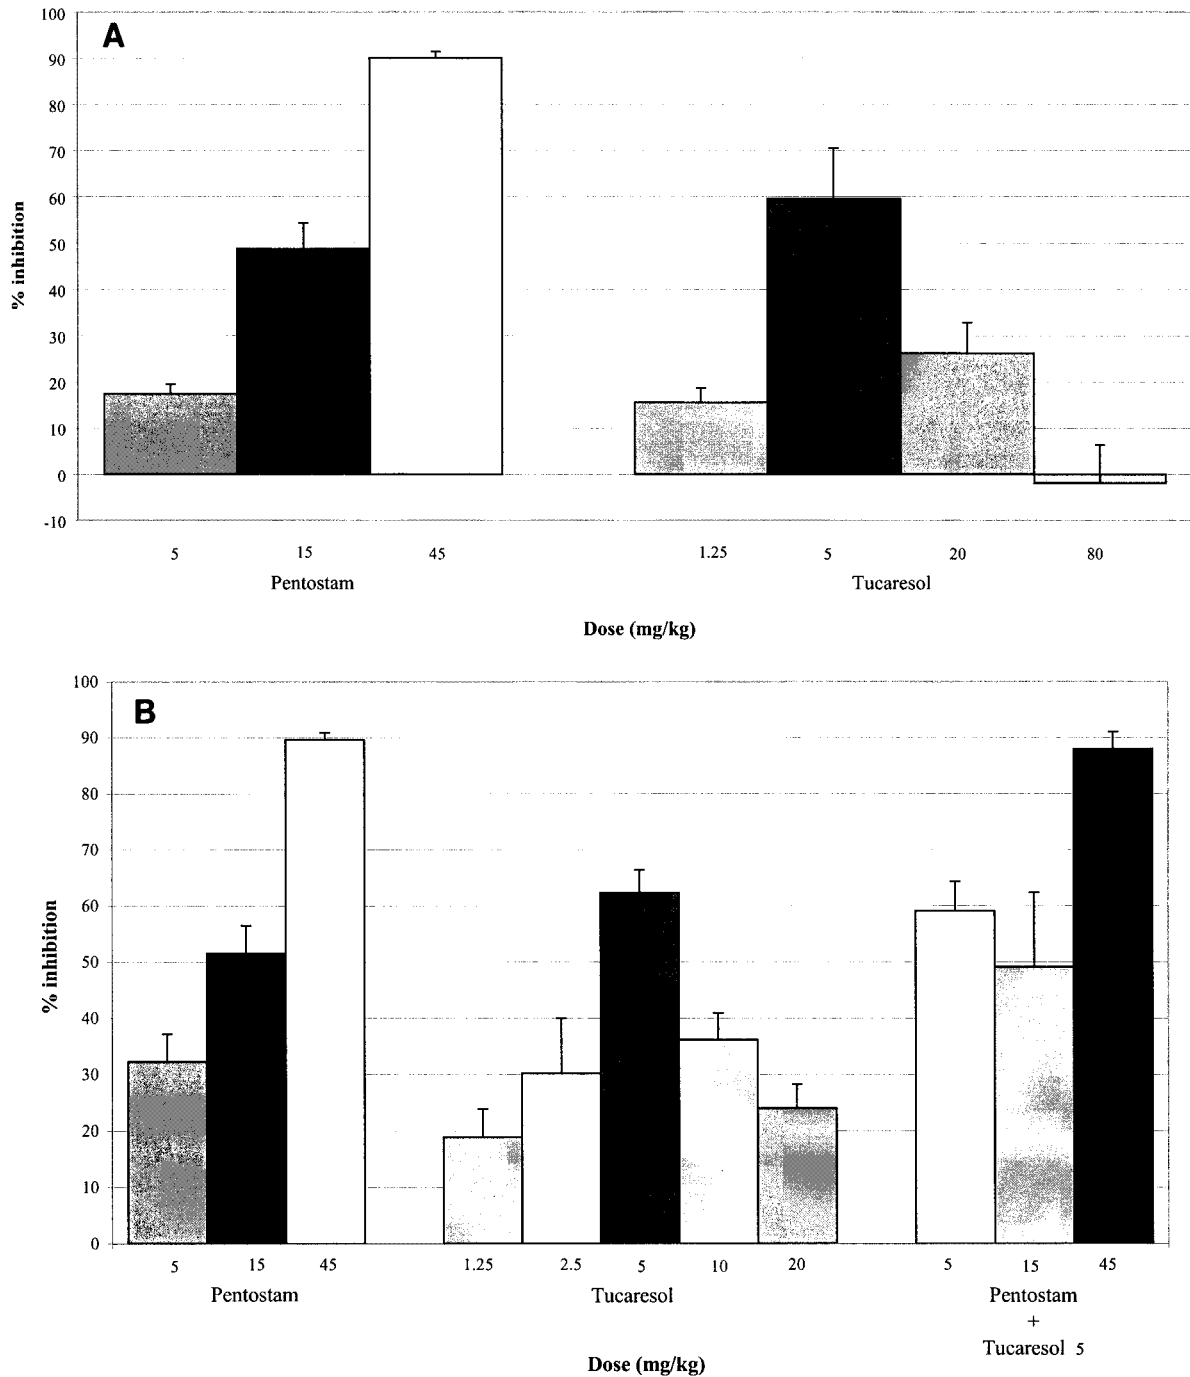 A
100
90
80
70
60
50
40
30
20
10
0
-10
% inhibition
5 15 45 1.25 5 20 80
Pentostam Tucaresol
Dose (mg/kg)
B
100
90
80
70
60
50
40
30
20
10
0
% inhibition
5 15 45 1.25 2.5 5 10 20 5 15 45
Pentostam Tucaresol Pentostam
+
Tucaresol 5
Dose (mg/kg)